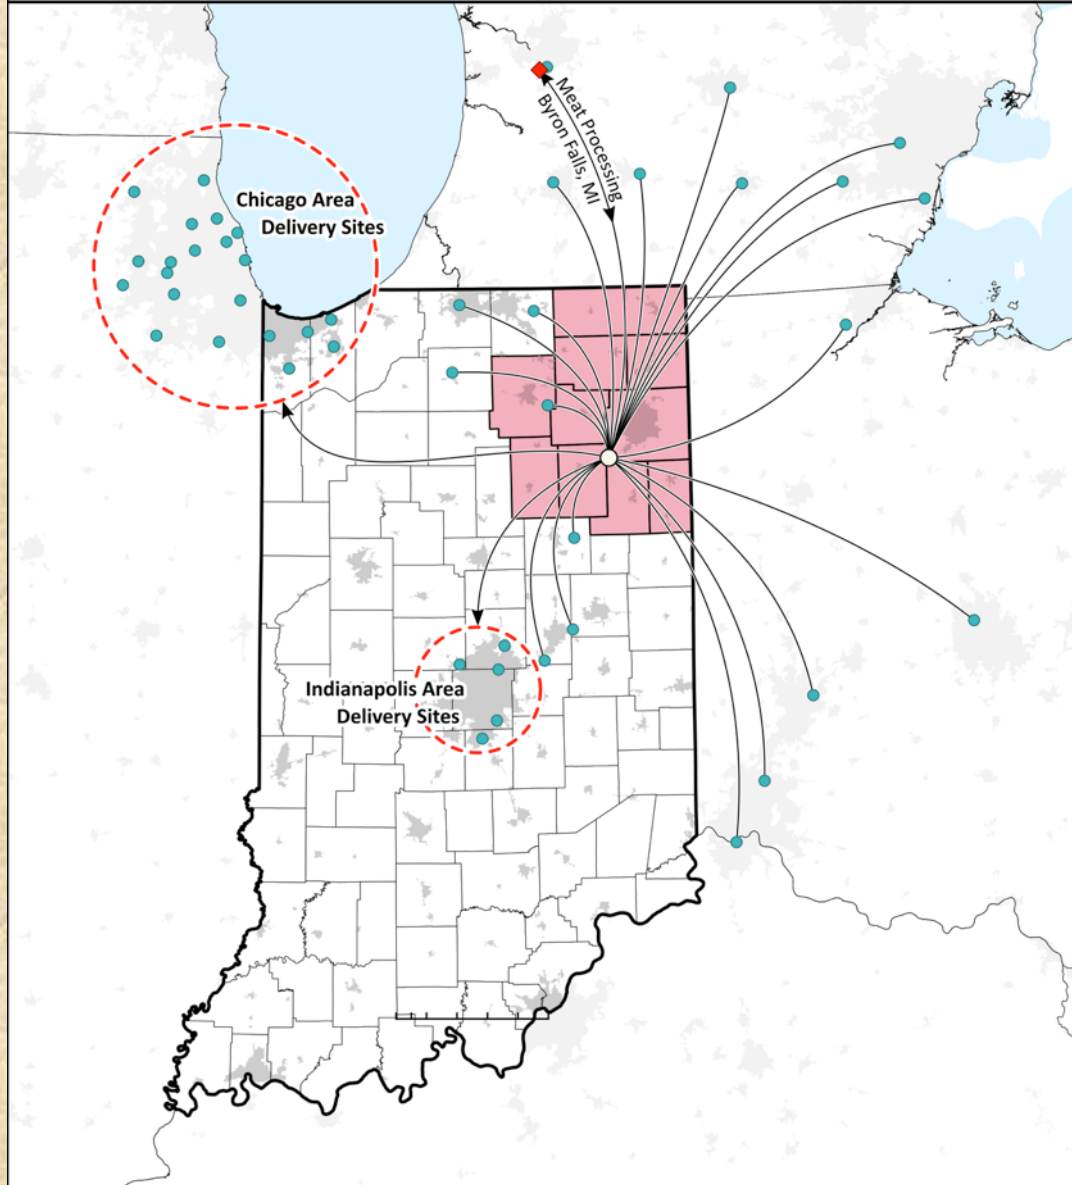 Meat Processing
Byron Falls, MI
Chicago Area
Delivery Sites
Indianapolis Area
Delivery Sites